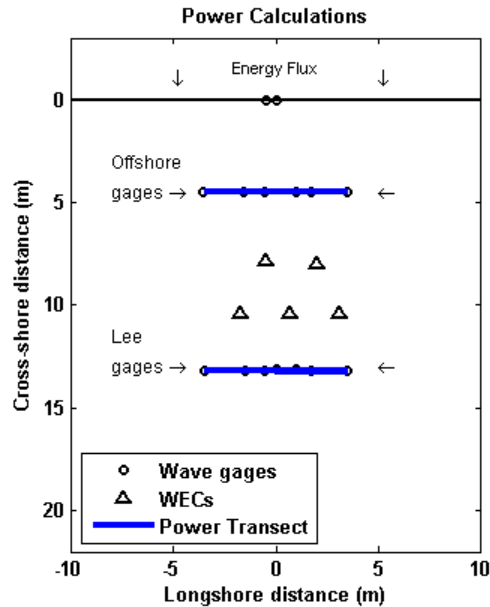 Power Calculations
↓ Energy Flux ↓
0
Offshore
gages → ←
5
10
Lee
gages → ←
15
20
Wave gages
WECs
Power Transect
-10 -5 0 5 10
Longshore distance (m)
Cross-shore distance (m)